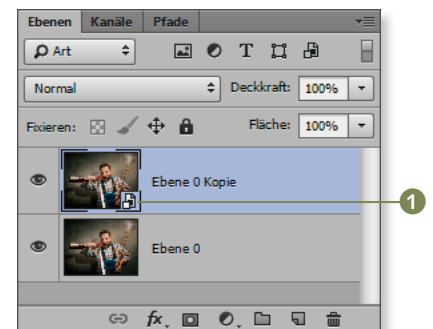 Ebenen Kanäle Pfade
Art T
Normal Deckkraft: 100%
Fixieren: Fläche: 100%
Ebene 0 Kopie
1
Ebene 0
fx